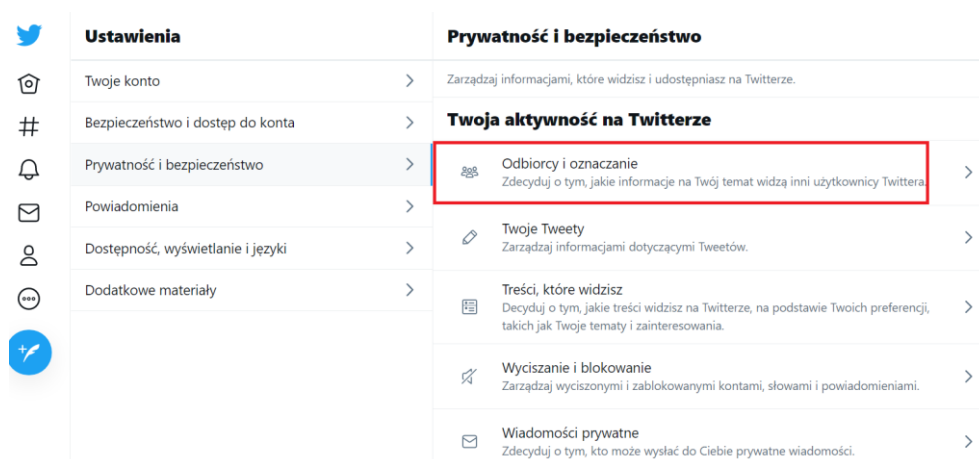 Ustawienia
Twoje konto
Bezpieczeństwo i dostęp do konta
Prywatność i bezpieczeństwo
Powiadomienia
Dostępność, wyświetlanie i języki
Dodatkowe materiały
Prywatność i bezpieczeństwo
Zarządzaj informacjami, które widzisz i udostępniasz na Twitterze.
Twoja aktywność na Twitterze
Odbiorcy i oznaczanie
Zdecyduj o tym, jakie informacje na Twój temat widzą inni użytkownicy Twittera.
Twoje Tweety
Zarządzaj informacjami dotyczącymi Tweetów.
Treści, które widzisz
Decyduj o tym, jakie treści widzisz na Twitterze, na podstawie Twoich preferencji,
takich jak Twoje tematy i zainteresowania.
Wyciszanie i blokowanie
Zarządzaj wyciszonymi i zablokowanymi kontami, słowami i powiadomieniami.
Wiadomości prywatne
Zdecyduj o tym, kto może wysłać do Ciebie prywatne wiadomości.